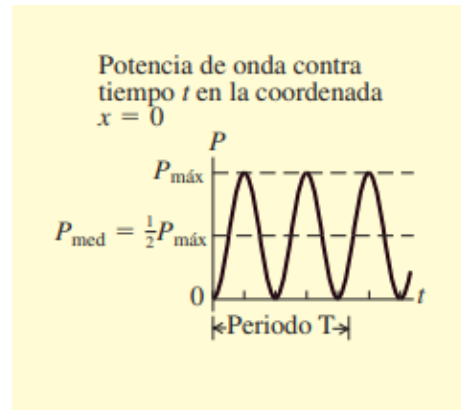 Potencia de onda contra
tiempo t en la coordenada
x = 0
P
Pmáx
Pmed = ½Pmáx
0
t
Periodo T